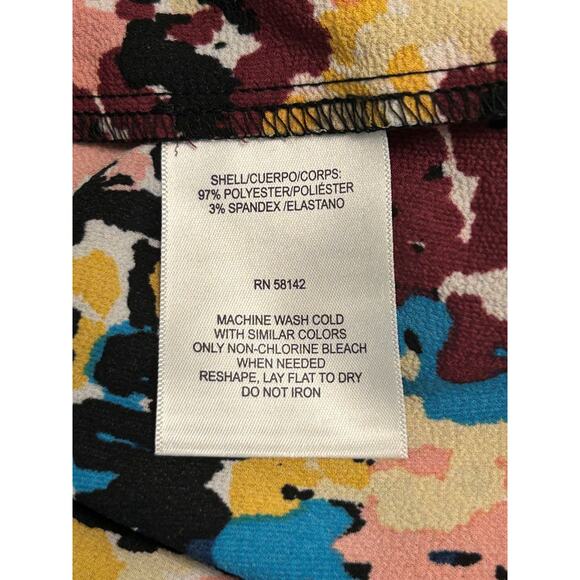 SHELL/CUERPO/CORPS:
97% POLYESTER/POLIÉSTER
3% SPANDEX /ELASTANO
RN 58142
MACHINE WASH COLD
WITH SIMILAR COLORS
ONLY NON-CHLORINE BLEACH
WHEN NEEDED
RESHAPE, LAY FLAT TO DRY
DO NOT IRON